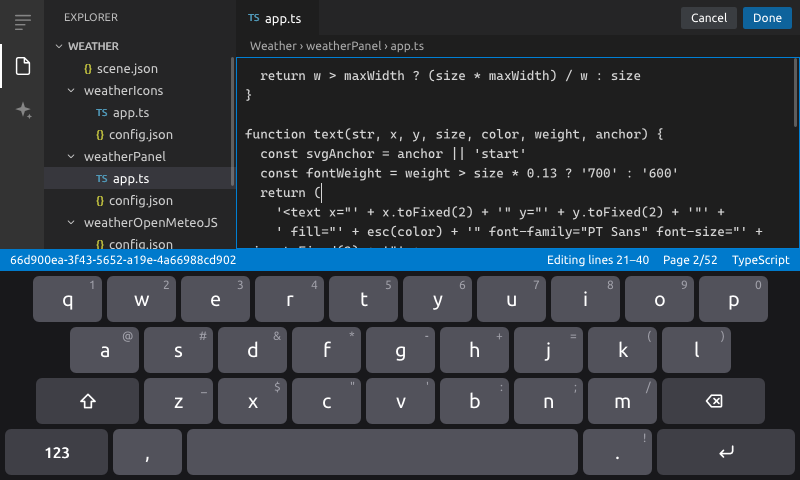 EXPLORER
TS app.ts
Cancel
Done
WEATHER
Weather › weatherPanel › app.ts
{} scene.json
weatherIcons
TS app.ts
{} config.json
weatherPanel
TS app.ts
{} config.json
weatherOpenMeteoJS
{} config.json
return w > maxWidth ? (size * maxWidth) / w : size
}
function text(str, x, y, size, color, weight, anchor) {
const svgAnchor = anchor || 'start'
const fontWeight = weight > size * 0.13 ? '700' : '600'
return (
'<text x="' + x.toFixed(2) + '" y="' + y.toFixed(2) + '"' +
' fill="' + esc(color) + '" font-family="PT Sans" font-size="' +
66d900ea-3f43-5652-a19e-4a66988cd902
Editing lines 21–40
Page 2/52
TypeScript
q 1 w 2 e 3 r 4 t 5 y 6 u 7 i 8 o 9 p 0
a @ s # d & f * g - h + j = k ( l )
z _ x $ c " v ' b : n ; m /
123 , . !